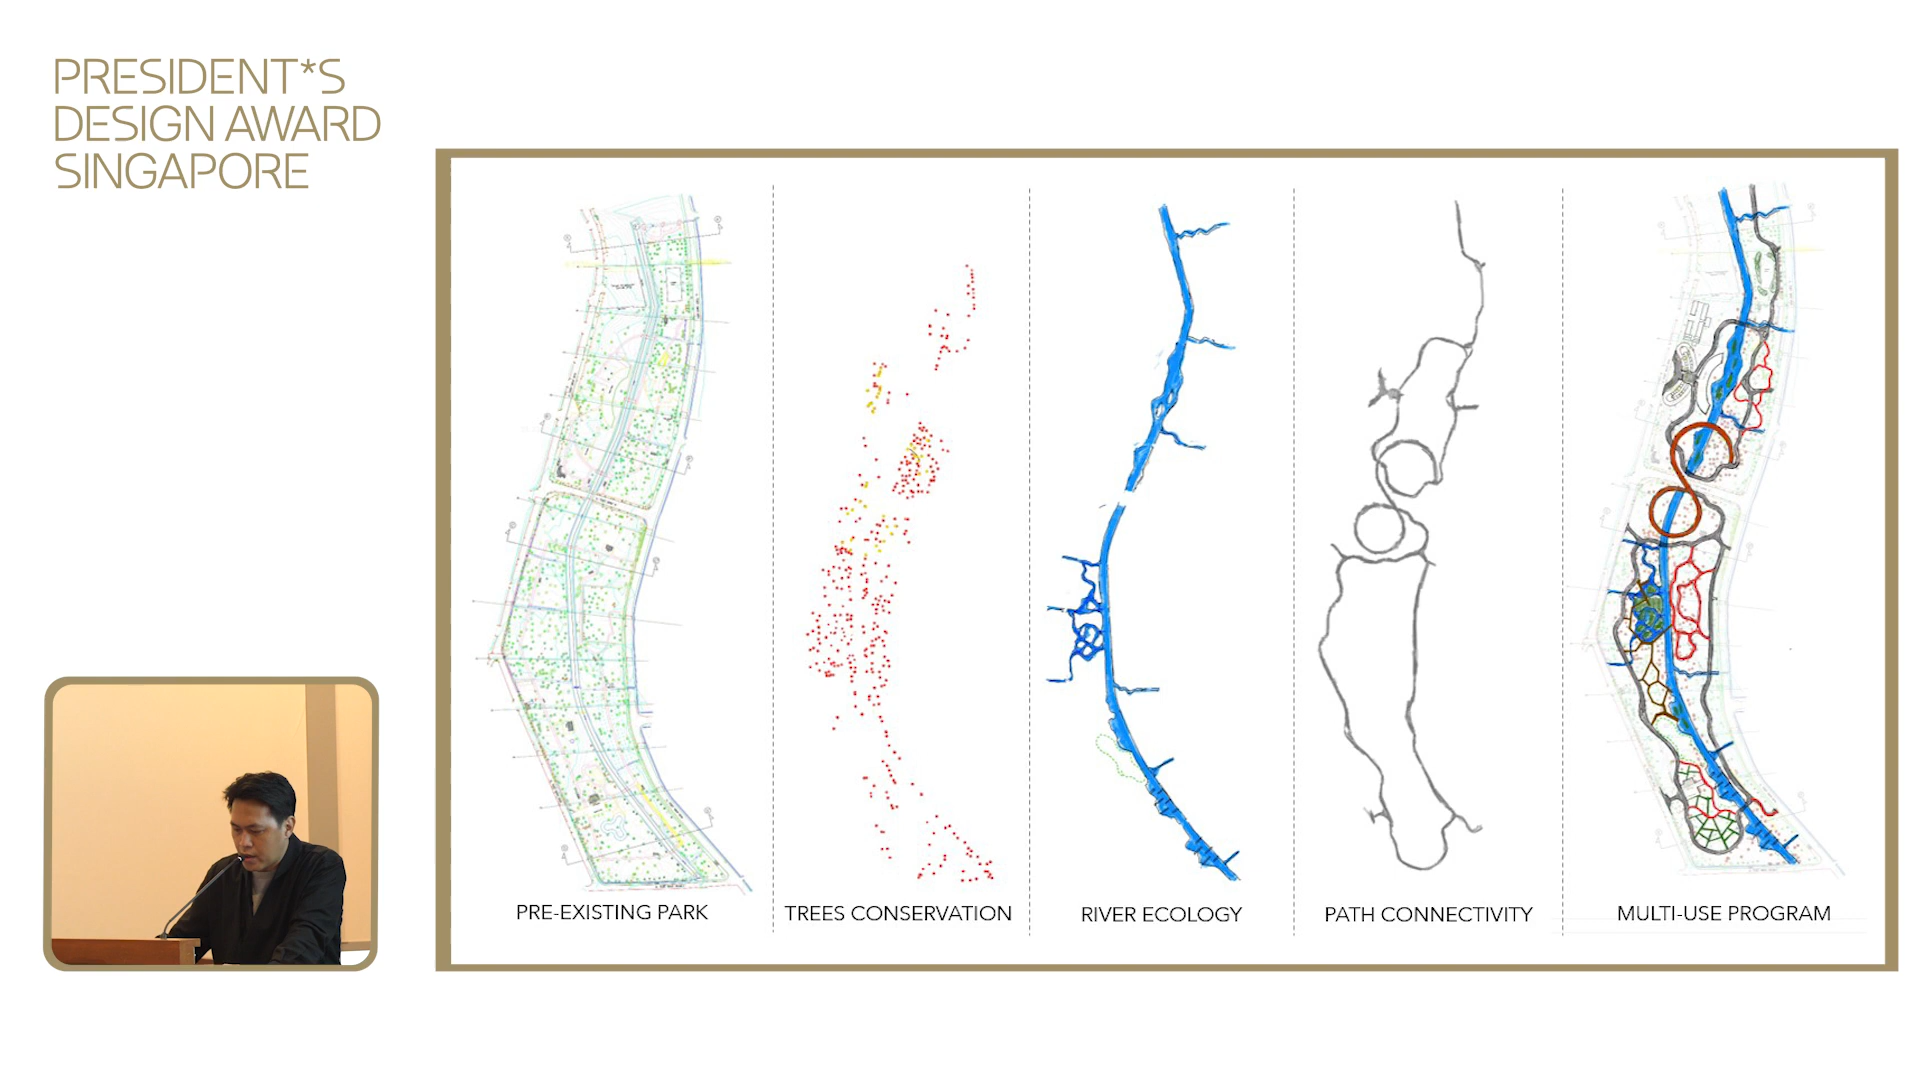 PRESIDENT*S
DESIGN AWARD
SINGAPORE
PRE-EXISTING PARK
TREES CONSERVATION
RIVER ECOLOGY
PATH CONNECTIVITY
MULTI-USE PROGRAM